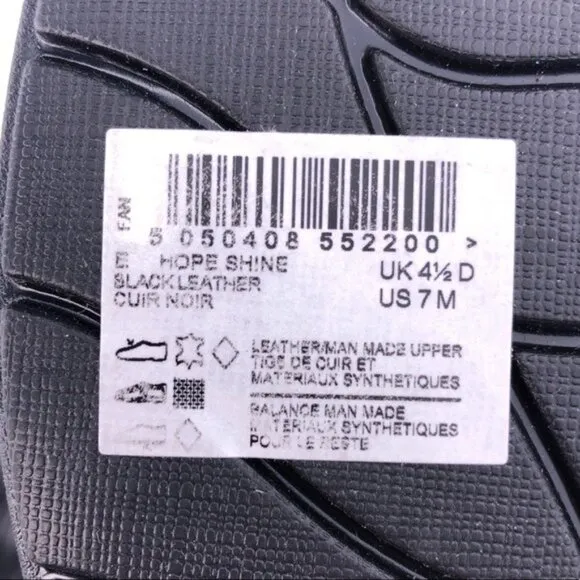 FAN
5 050408 552200 >
E HOPE SHINE
BLACK LEATHER
CUIR NOIR
UK 4½ D
US 7 M
LEATHER/MAN MADE UPPER
TIGE DE CUIR ET
MATERIAUX SYNTHETIQUES
BALANCE MAN MADE
MATERIAUX SYNTHETIQUES
POUR LE RESTE